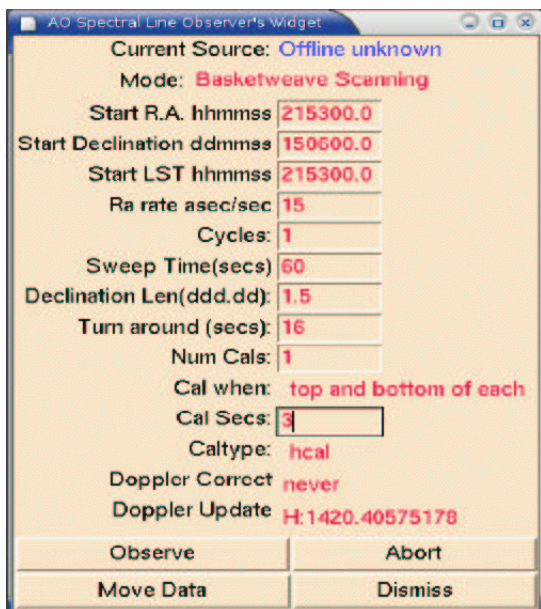 AO Spectral Line Observer's Widget
Current Source: Offline unknown
Mode: Basketweave Scanning
Start R.A. hhmmss 215300.0
Start Declination ddmmss 150600.0
Start LST hhmmss 215300.0
Ra rate asec/sec 15
Cycles: 1
Sweep Time(secs) 60
Declination Len(ddd.dd): 1.5
Turn around (secs): 16
Num Cals: 1
Cal when: top and bottom of each
Cal Secs: 3
Caltype: hcal
Doppler Correct never
Doppler Update H:1420.40575178
Observe Abort
Move Data Dismiss